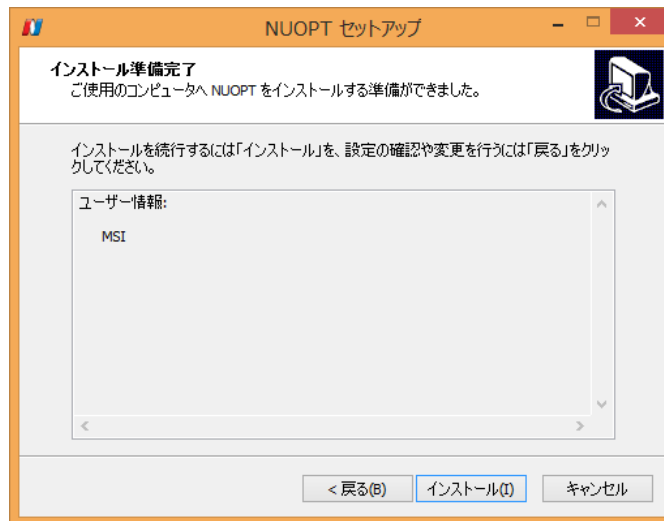 NUOPT セットアップ
インストール準備完了
ご使用のコンピュータへ NUOPT をインストールする準備ができました。
インストールを続行するには「インストール」を、設定の確認や変更を行うには「戻る」をクリッ
クしてください。
ユーザー情報:
MSI
< 戻る(B)
インストール(I)
キャンセル